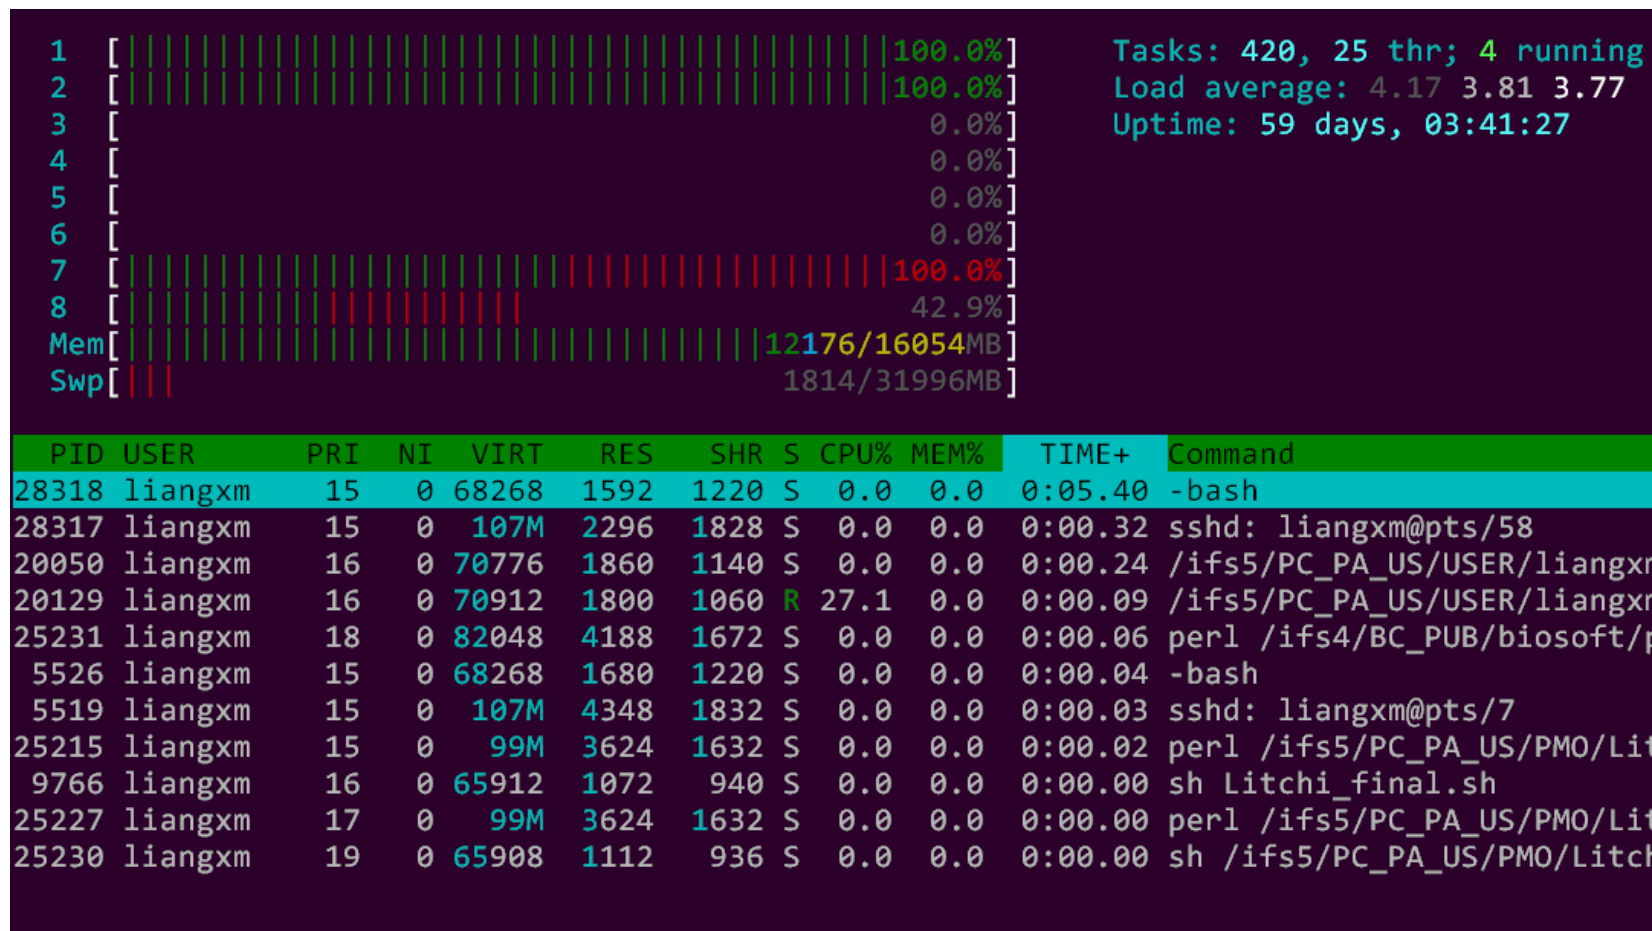 1 [100.0%] Tasks: 420, 25 thr; 4 running
2 [100.0%] Load average: 4.17 3.81 3.77
3 [0.0%] Uptime: 59 days, 03:41:27
4 [0.0%]
5 [0.0%]
6 [0.0%]
7 [100.0%]
8 [42.9%]
Mem[12176/16054MB]
Swp[1814/31996MB]
PID USER PRI NI VIRT RES SHR S CPU% MEM% TIME+ Command
28318 liangxm 15 0 68268 1592 1220 S 0.0 0.0 0:05.40 -bash
28317 liangxm 15 0 107M 2296 1828 S 0.0 0.0 0:00.32 sshd: liangxm@pts/58
20050 liangxm 16 0 70776 1860 1140 S 0.0 0.0 0:00.24 /ifs5/PC_PA_US/USER/liangxm
20129 liangxm 16 0 70912 1800 1060 R 27.1 0.0 0:00.09 /ifs5/PC_PA_US/USER/liangxm
25231 liangxm 18 0 82048 4188 1672 S 0.0 0.0 0:00.06 perl /ifs4/BC_PUB/biosoft/p
5526 liangxm 15 0 68268 1680 1220 S 0.0 0.0 0:00.04 -bash
5519 liangxm 15 0 107M 4348 1832 S 0.0 0.0 0:00.03 sshd: liangxm@pts/7
25215 liangxm 15 0 99M 3624 1632 S 0.0 0.0 0:00.02 perl /ifs5/PC_PA_US/PMO/Lit
9766 liangxm 16 0 65912 1072 940 S 0.0 0.0 0:00.00 sh Litchi_final.sh
25227 liangxm 17 0 99M 3624 1632 S 0.0 0.0 0:00.00 perl /ifs5/PC_PA_US/PMO/Lit
25230 liangxm 19 0 65908 1112 936 S 0.0 0.0 0:00.00 sh /ifs5/PC_PA_US/PMO/Litch